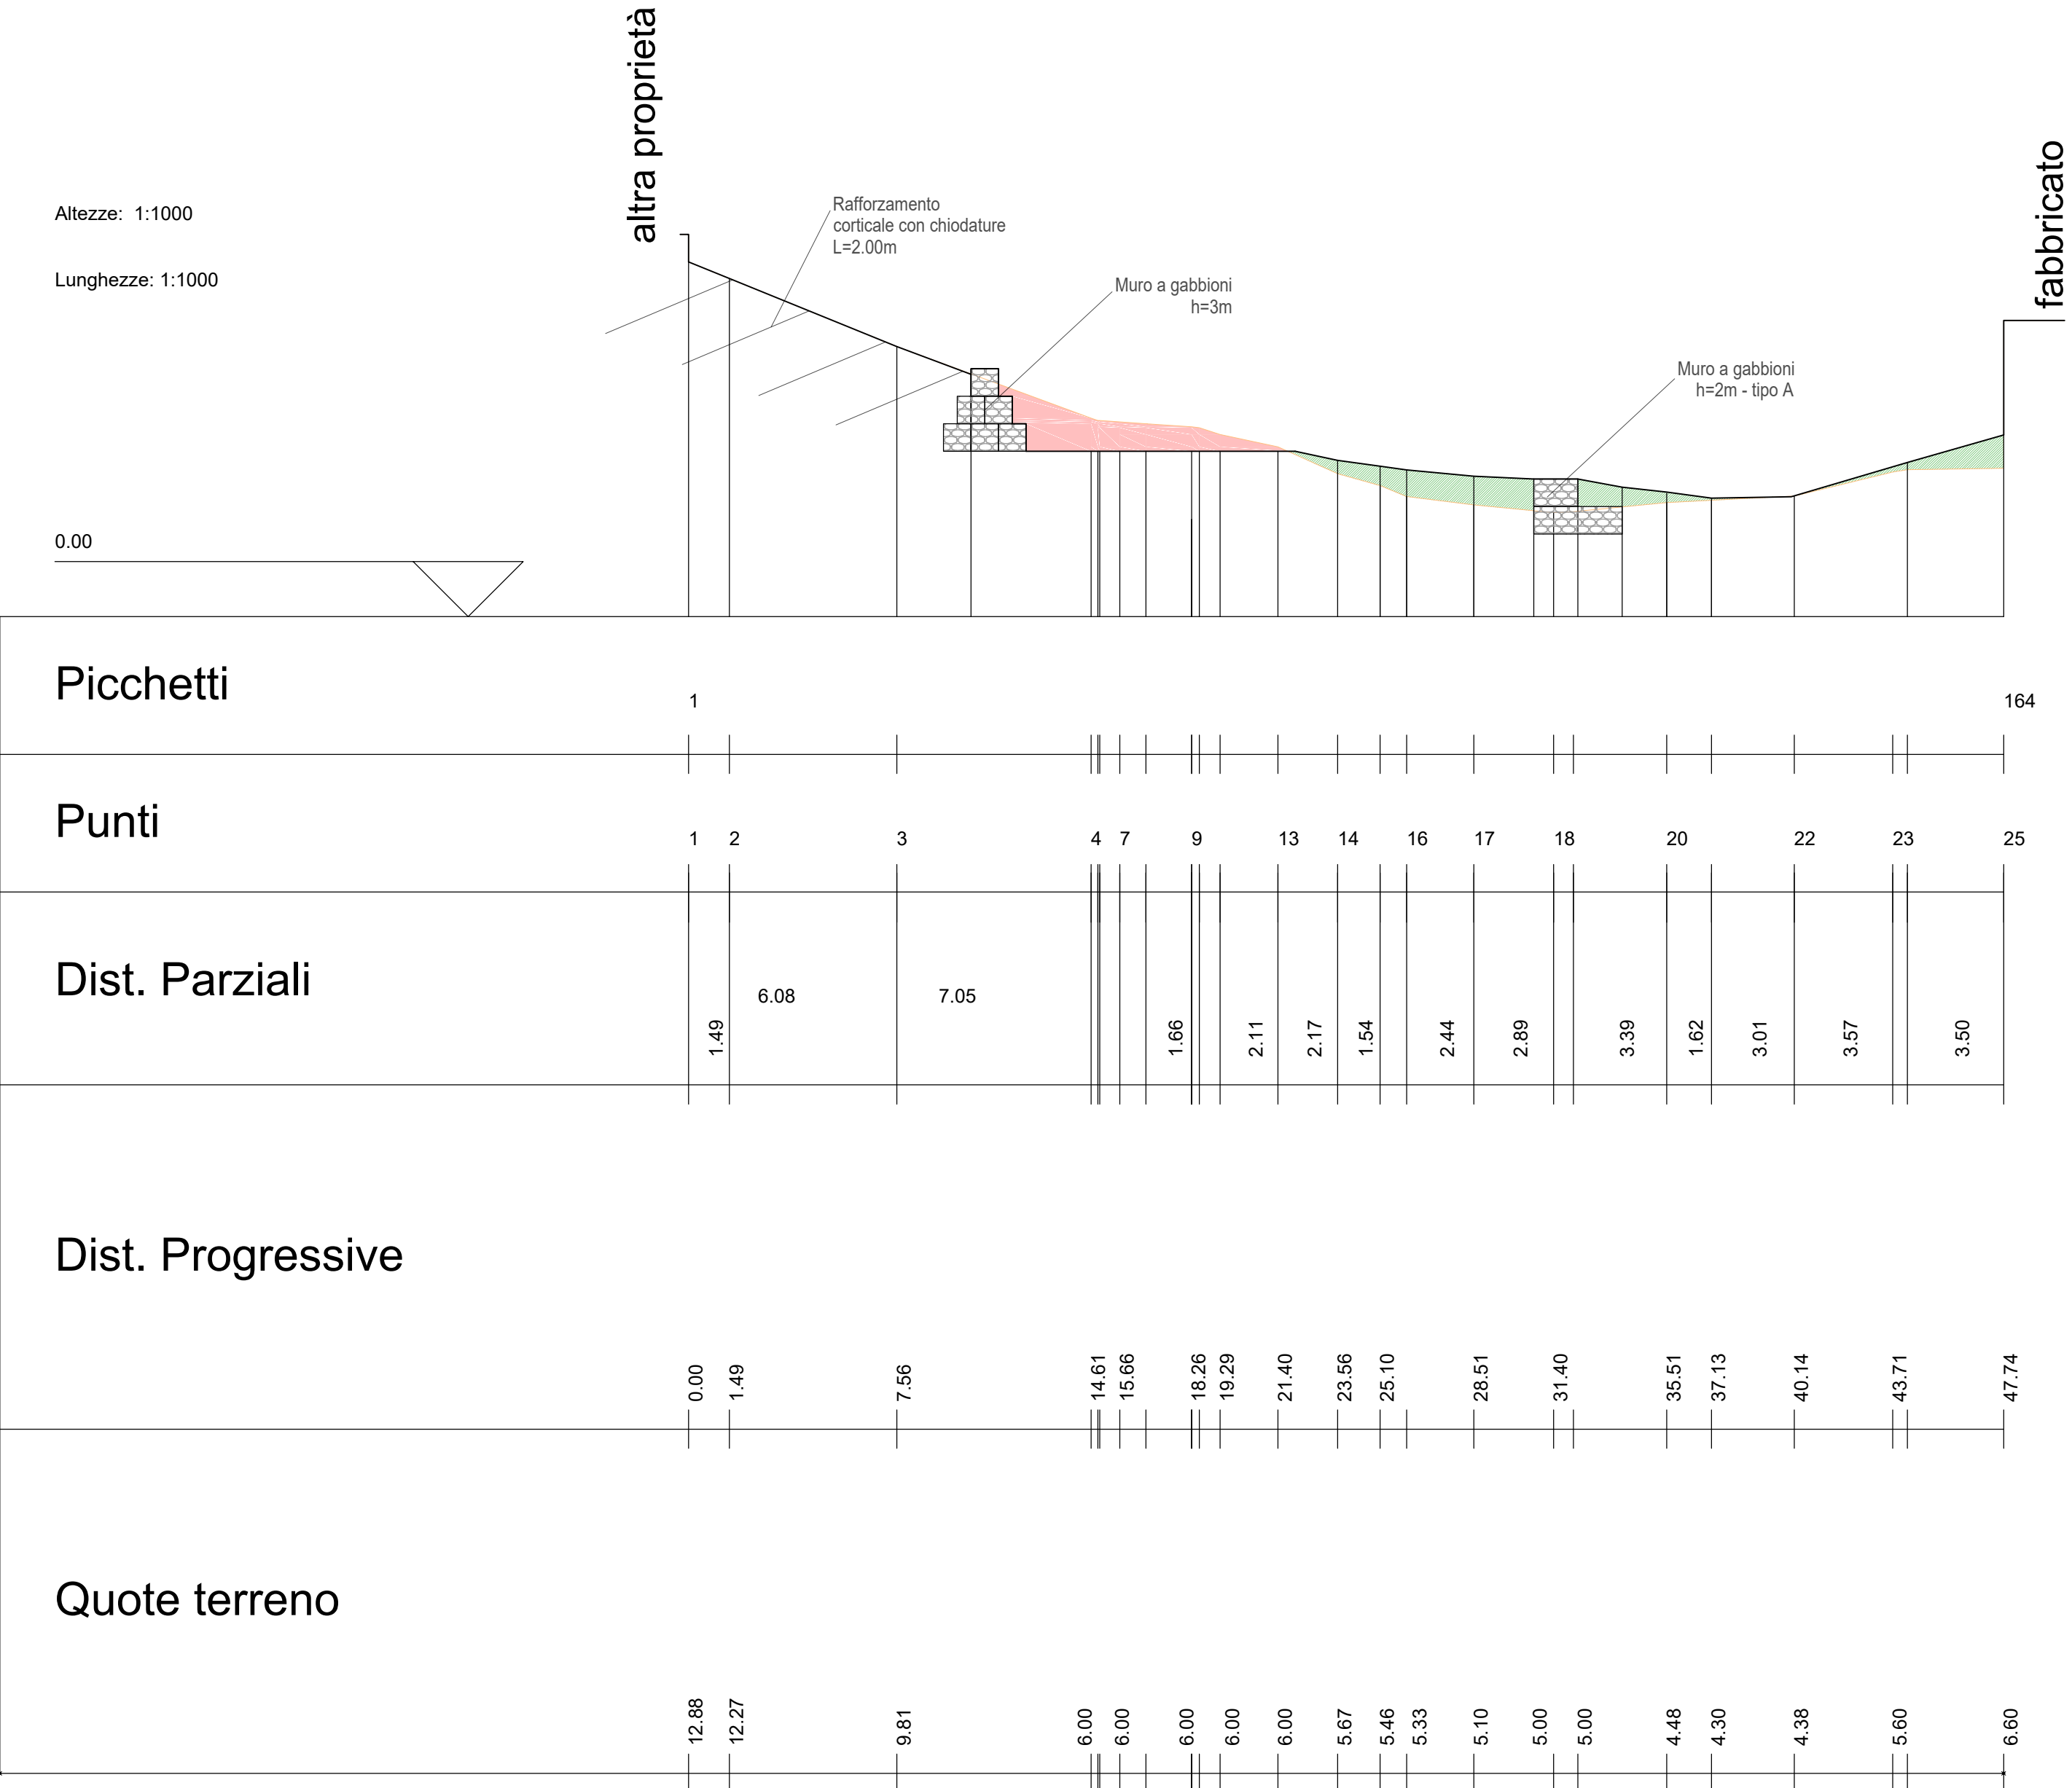 altra proprietà
fabbricato
Altezze: 1:1000
Lunghezze: 1:1000
Rafforzamento
corticale con chiodature
L=2.00m
Muro a gabbioni
h=3m
Muro a gabbioni
h=2m - tipo A
0.00
Picchetti
1 164
Punti
1 2 3 4 7 9 13 14 16 17 18 20 22 23 25
Dist. Parziali
1.49 6.08 7.05 1.66 2.11 2.17 1.54 2.44 2.89 3.39 1.62 3.01 3.57 3.50
Dist. Progressive
0.00 1.49 7.56 14.61 15.66 18.26 19.29 21.40 23.56 25.10 28.51 31.40 35.51 37.13 40.14 43.71 47.74
Quote terreno
12.88 12.27 9.81 6.00 6.00 6.00 6.00 6.00 5.67 5.46 5.33 5.10 5.00 5.00 4.48 4.30 4.38 5.60 6.60